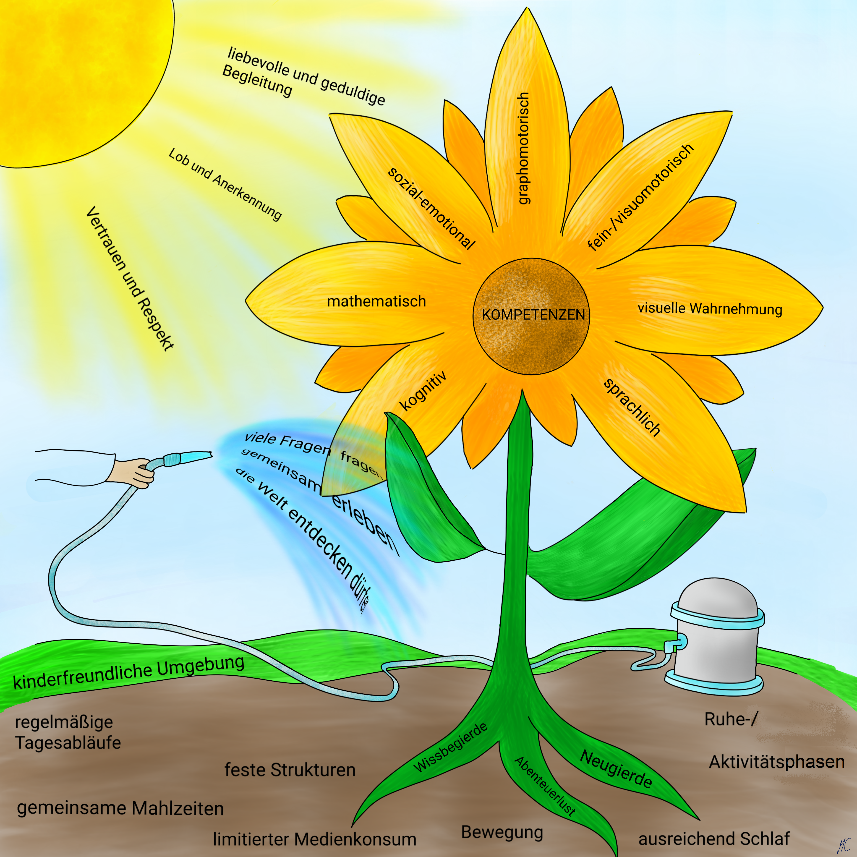 liebevolle und geduldige
Begleitung
Lob und Anerkennung
Vertrauen und Respekt
graphomotorisch
sozial-emotional
fein-/visuomotorisch
mathematisch
KOMPETENZEN
visuelle Wahrnehmung
kognitiv
sprachlich
viele Fragen fragen
gemeinsam erleben
die Welt entdecken
kinderfreundliche Umgebung
regelmäßige
Tagesabläufe
feste Strukturen
gemeinsame Mahlzeiten
limitierter Medienkonsum
Wissbegierde
Abenteuerlust
Neugierde
Bewegung
Ruhe-/
Aktivitätsphasen
ausreichend Schlaf